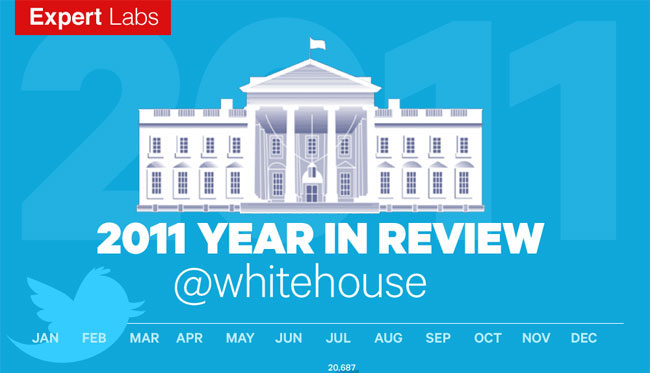 Expert Labs
2011
2011 YEAR IN REVIEW
@whitehouse
JAN FEB MAR APR MAY JUN JUL AUG SEP OCT NOV DEC
20,687